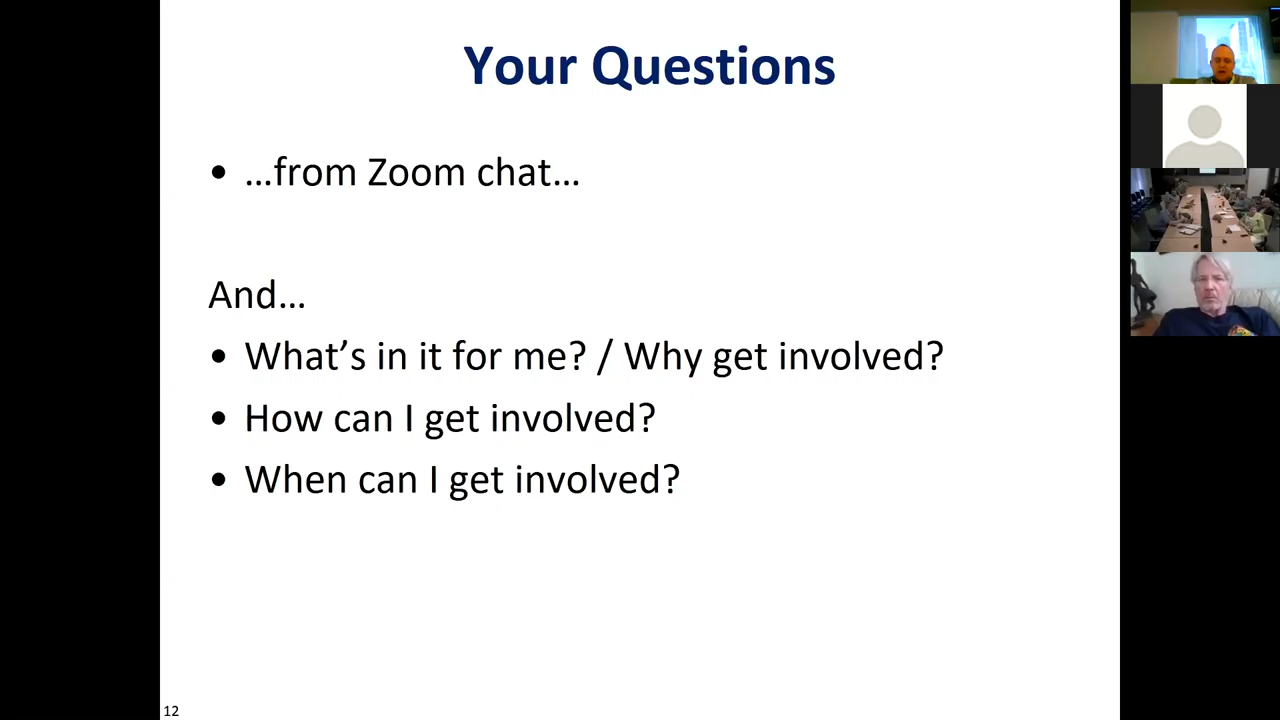 Your Questions
• …from Zoom chat…
And…
• What’s in it for me? / Why get involved?
• How can I get involved?
• When can I get involved?
12